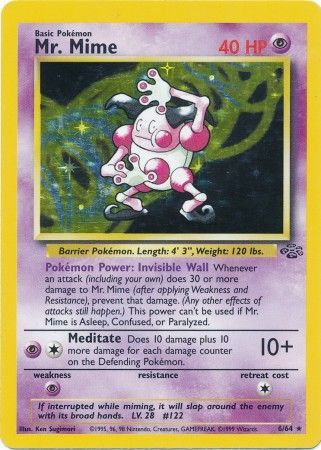 Basic Pokémon
Mr. Mime 40 HP
Barrier Pokémon. Length: 4' 3", Weight: 120 lbs.
Pokémon Power: Invisible Wall Whenever
an attack (including your own) does 30 or more
damage to Mr. Mime (after applying Weakness and
Resistance), prevent that damage. (Any other effects of
attacks still happen.) This power can't be used if Mr.
Mime is Asleep, Confused, or Paralyzed.
Meditate Does 10 damage plus 10
more damage for each damage counter
on the Defending Pokémon.
10+
weakness resistance retreat cost
If interrupted while miming, it will slap around the enemy
with its broad hands. LV. 28 #122
Illus. Ken Sugimori ©1995, 96, 98 Nintendo, Creatures, GAMEFREAK. ©1999 Wizards. 6/64 ★